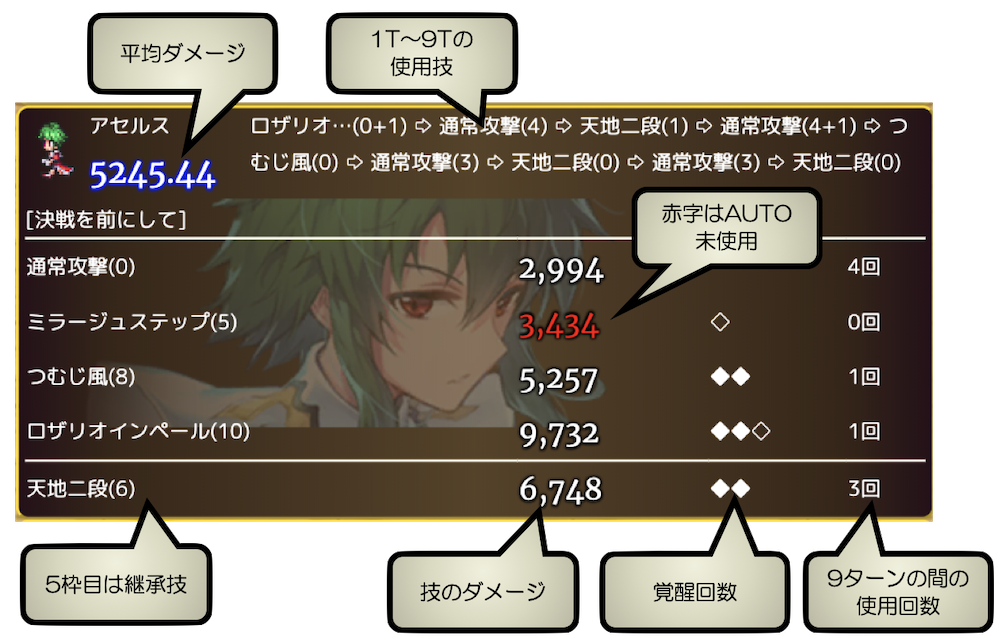 平均ダメージ
1T〜9Tの
使用技
アセルス
5245.44
ロザリオ…(0+1) ⇨ 通常攻撃(4) ⇨ 天地二段(1) ⇨ 通常攻撃(4+1) ⇨ つ
むじ風(0) ⇨ 通常攻撃(3) ⇨ 天地二段(0) ⇨ 通常攻撃(3) ⇨ 天地二段(0)
[決戦を前にして]
赤字はAUTO
未使用
通常攻撃(0) 2,994 4回
ミラージュステップ(5) 3,434 ◇ 0回
つむじ風(8) 5,257 ◆◆ 1回
ロザリオインペール(10) 9,732 ◆◆◇ 1回
天地二段(6) 6,748 ◆◆ 3回
5枠目は継承技
技のダメージ
覚醒回数
9ターンの間の
使用回数